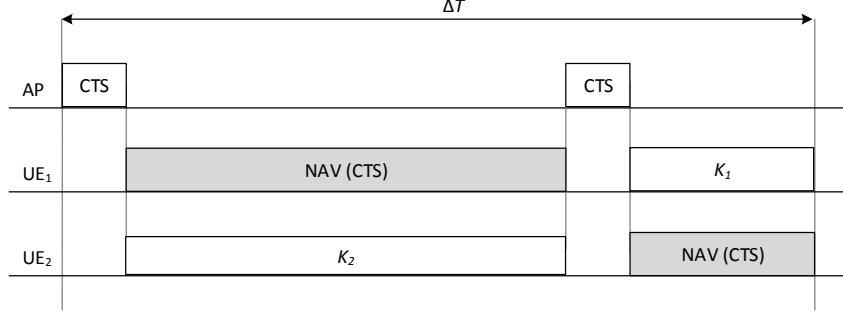 ΔT
AP CTS CTS
UE₁ NAV (CTS) K₁
UE₂ K₂ NAV (CTS)